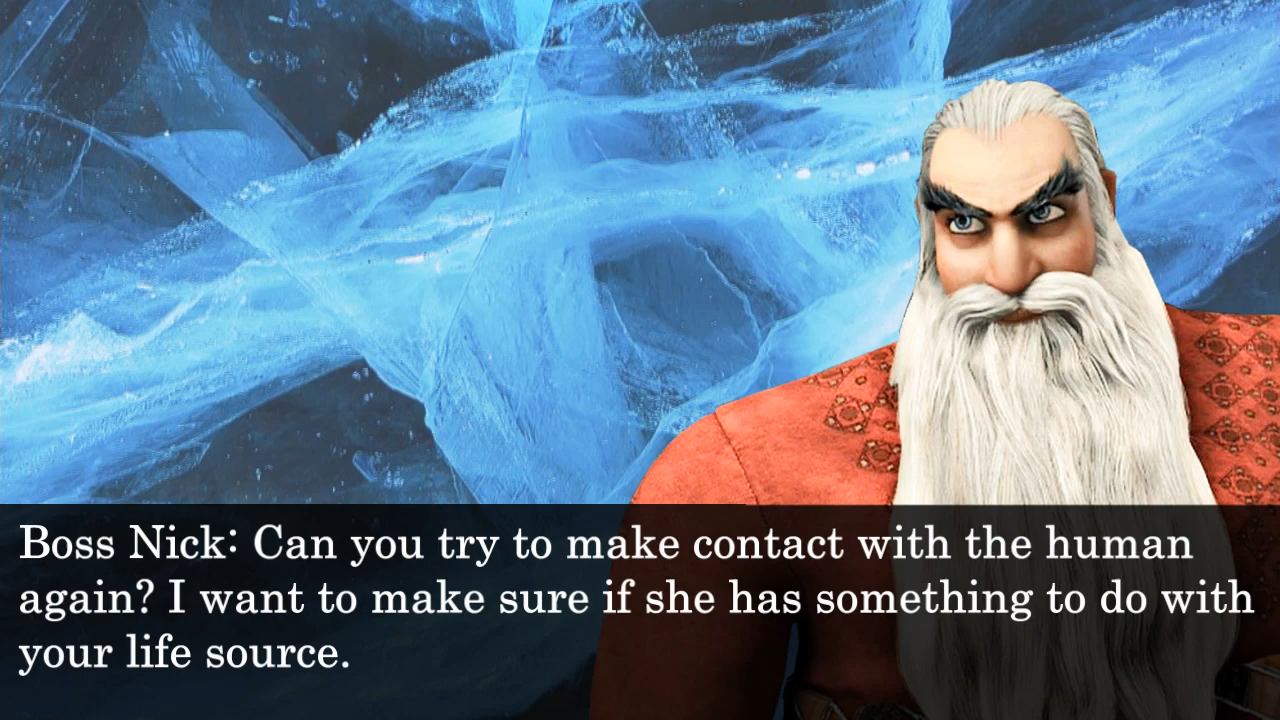 Boss Nick: Can you try to make contact with the human
again? I want to make sure if she has something to do with
your life source.